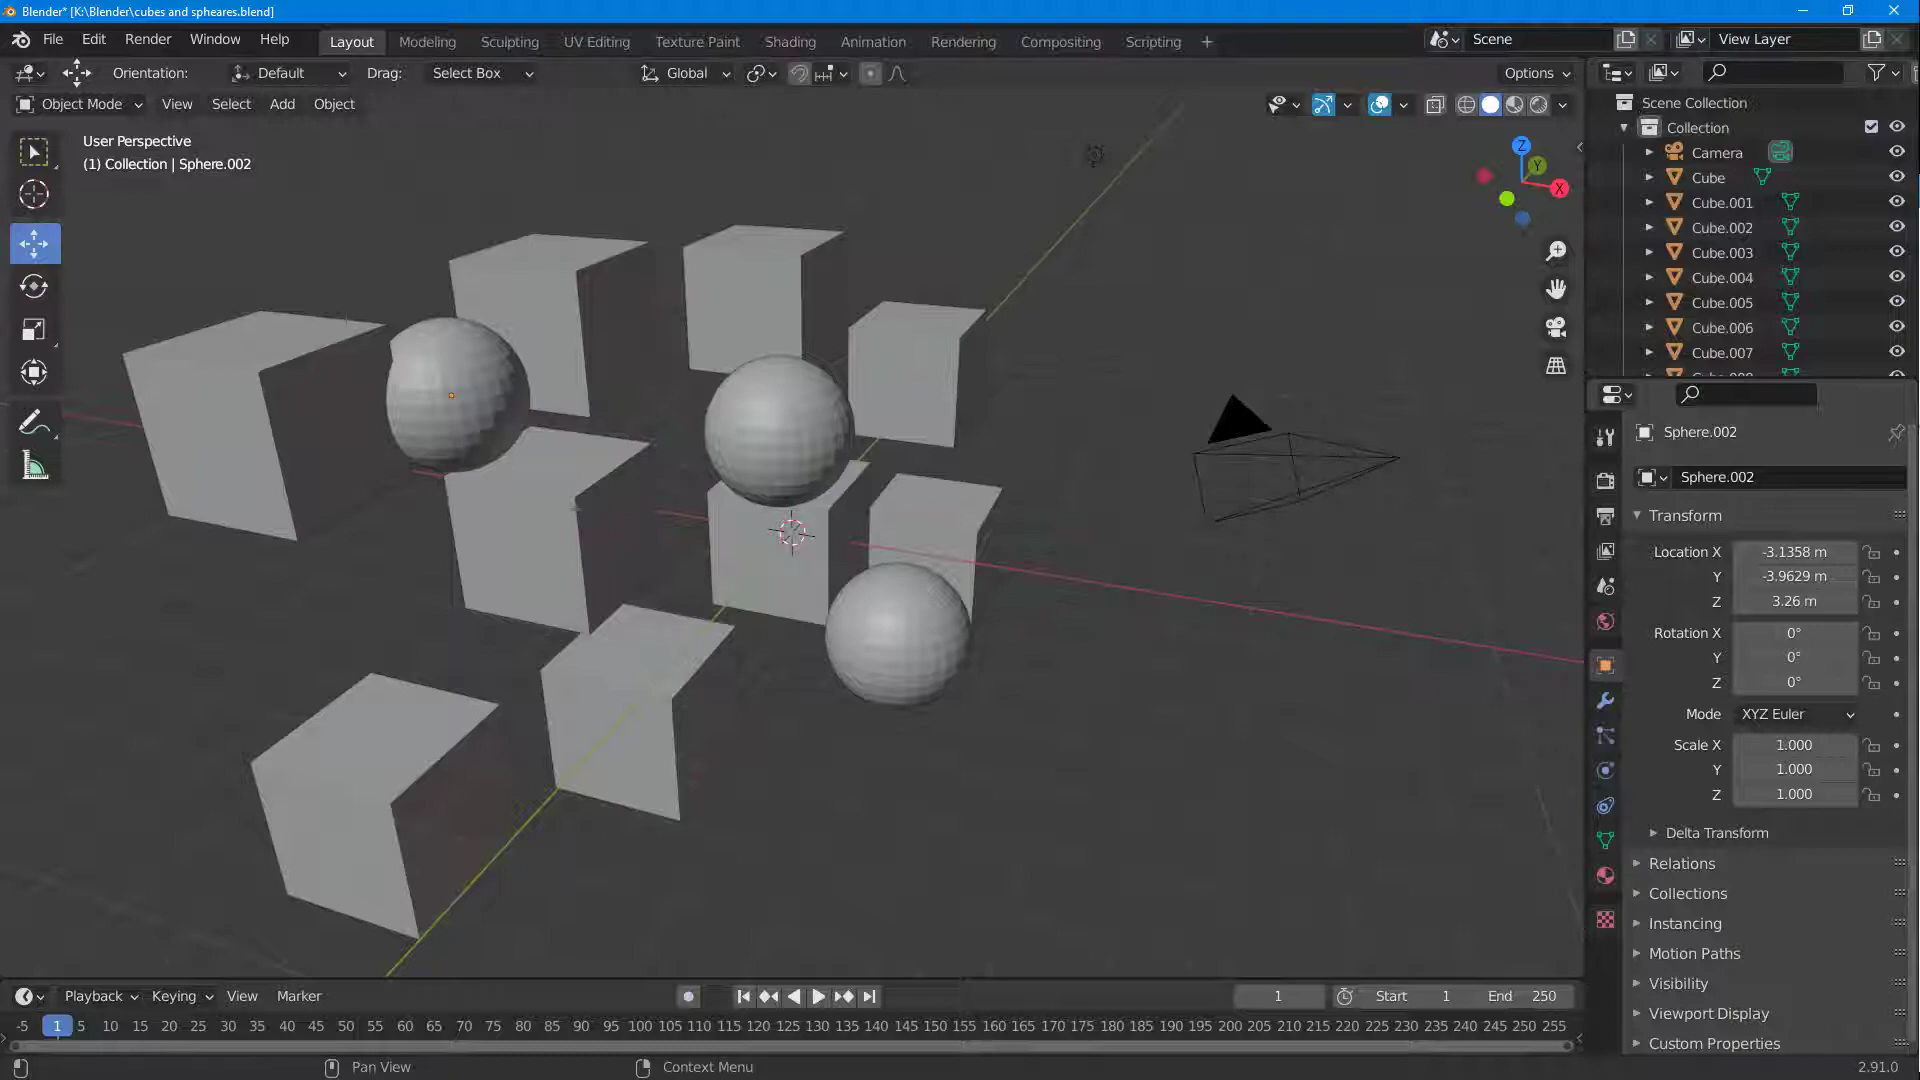 Blender* [K:\Blender\cubes and spheares.blend]
File Edit Render Window Help Layout Modeling Sculpting UV Editing Texture Paint Shading Animation Rendering Compositing Scripting + Scene View Layer
Orientation: Default Drag: Select Box Global Options
Object Mode View Select Add Object
User Perspective
(1) Collection | Sphere.002
Z
Y
X
Scene Collection
Collection
Camera
Cube
Cube.001
Cube.002
Cube.003
Cube.004
Cube.005
Cube.006
Cube.007
Sphere.002
Sphere.002
Transform
Location X -3.1358 m
Y -3.9629 m
Z 3.26 m
Rotation X 0°
Y 0°
Z 0°
Mode XYZ Euler
Scale X 1.000
Y 1.000
Z 1.000
Delta Transform
Relations
Collections
Instancing
Motion Paths
Visibility
Viewport Display
Custom Properties
Playback Keying View Marker 1 Start 1 End 250
-5 1 5 10 15 20 25 30 35 40 45 50 55 60 65 70 75 80 85 90 95 100 105 110 115 120 125 130 135 140 145 150 155 160 165 170 175 180 185 190 195 200 205 210 215 220 225 230 235 240 245 250 255
Pan View Context Menu 2.91.0